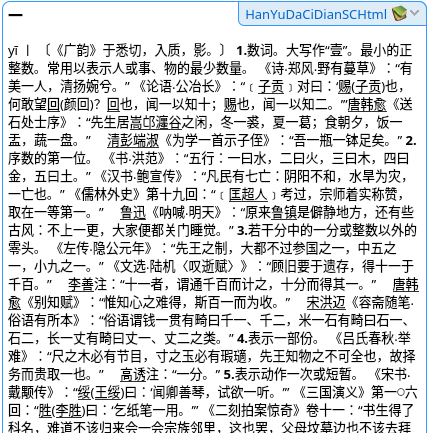 HanYuDaCiDianSCHtml
一
yī ㄧ 〔《广韵》于悉切，入质，影。〕 1.数词。大写作“壹”。最小的正
整数。常用以表示人或事、物的最少数量。 《诗·郑风·野有蔓草》：“有
美一人，清扬婉兮。” 《论语·公冶长》：“﹝子贡﹞对曰：‘赐(子贡)也，
何敢望回(颜回)？回也，闻一以知十；赐也，闻一以知二。’”唐韩愈《送
石处士序》：“先生居嵩邙瀍谷之闲，冬一裘，夏一葛；食朝夕，饭一
盂，蔬一盘。” 清彭端淑《为学一首示子侄》：“吾一瓶一钵足矣。” 2.
序数的第一位。 《书·洪范》：“五行：一曰水，二曰火，三曰木，四曰
金，五曰土。” 《汉书·鲍宣传》：“凡民有七亡：阴阳不和，水旱为灾，
一亡也。” 《儒林外史》第十九回：“﹝匡超人﹞考过，宗师着实称赞，
取在一等第一。” 鲁迅《呐喊·明天》：“原来鲁镇是僻静地方，还有些
古风：不上一更，大家便都关门睡觉。” 3.若干分中的一分或整数以外的
零头。 《左传·隐公元年》：“先王之制，大都不过参国之一，中五之
一，小九之一。” 《文选·陆机〈叹逝赋〉》：“顾旧要于遗存，得十一于
千百。” 李善注：“十一者，谓通千百而计之，十分而得其一。” 唐韩
愈《别知赋》：“惟知心之难得，斯百一而为收。” 宋洪迈《容斋随笔·
俗语有所本》：“俗语谓钱一贯有畸曰千一、千二，米一石有畸曰石一、
石二，长一丈有畸曰丈一、丈二之类。” 4.表示一部份。 《吕氏春秋·举
难》：“尺之木必有节目，寸之玉必有瑕瓋，先王知物之不可全也，故择
务而贵取一也。” 高诱注：“一分。” 5.表示动作一次或短暂。 《宋书·
戴颙传》：“绥(王绥)曰：‘闻卿善琴，试欲一听。’” 《三国演义》第一○六
回：“胜(李胜)曰：‘乞纸笔一用。’” 《二刻拍案惊奇》卷十一：“书生得了
科名，难道不该归来会一会宗族邻里，这也罢，父母坟墓边也不该去拜